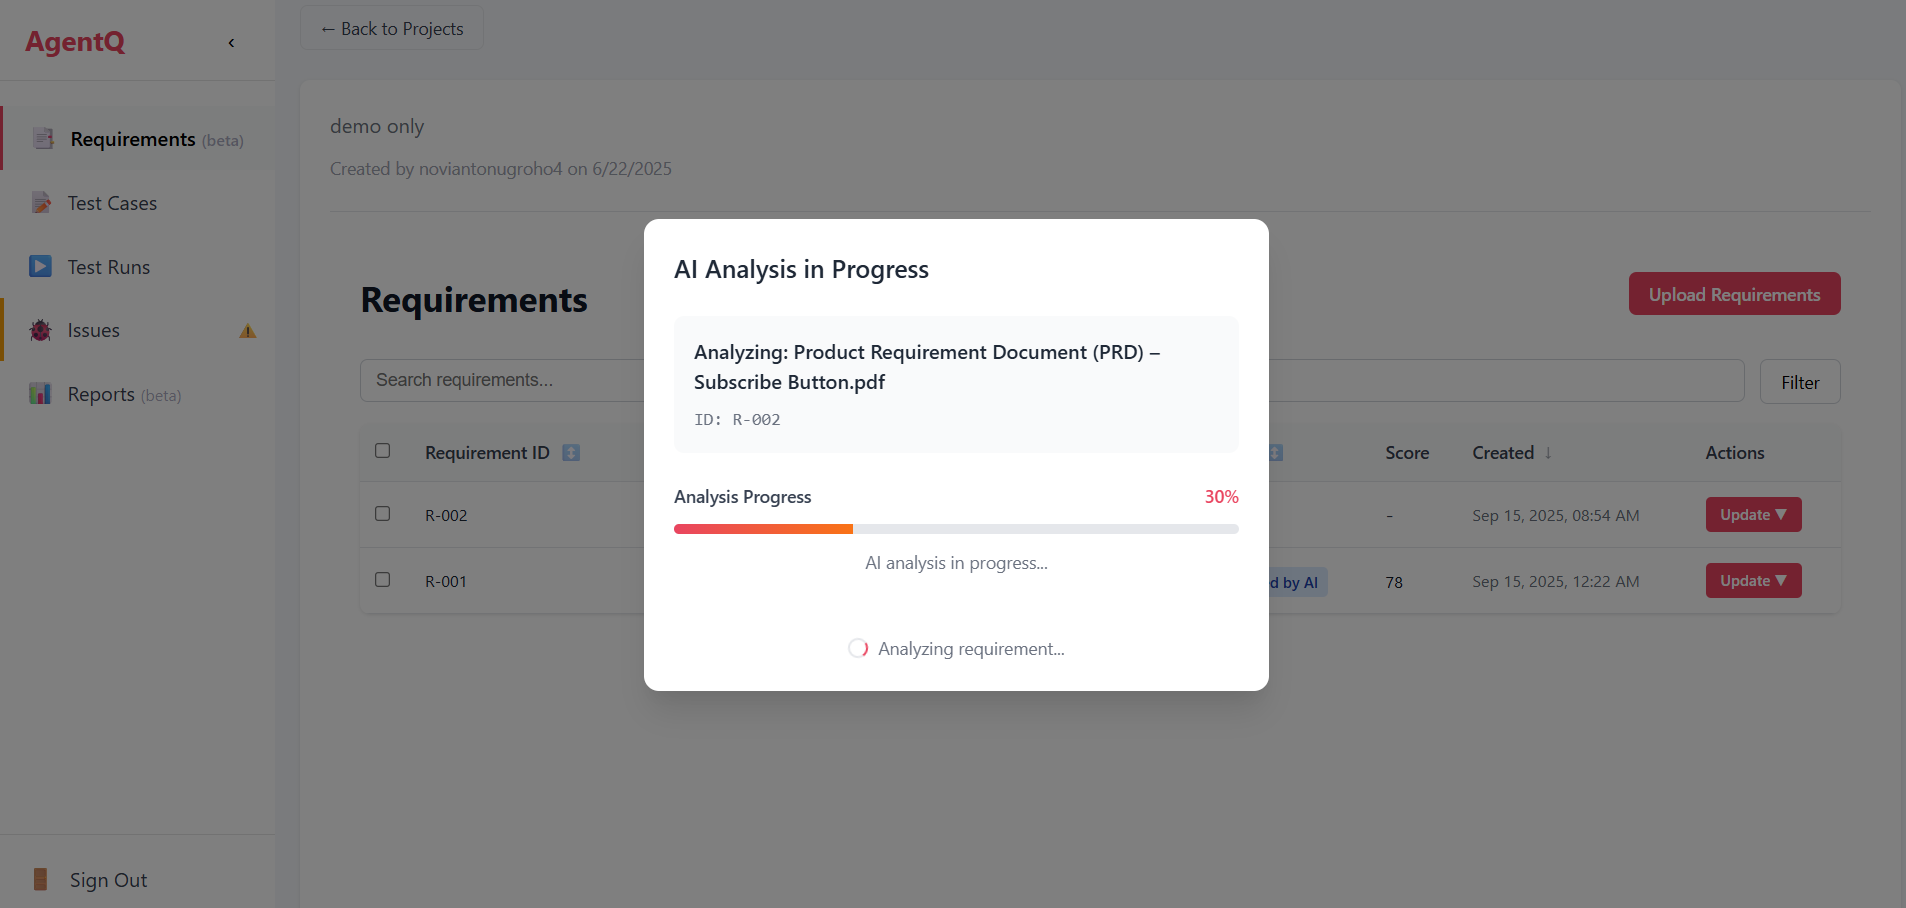 AgentQ ‹
← Back to Projects
Requirements (beta)
Test Cases
Test Runs
Issues
Reports (beta)
Sign Out
demo only
Created by noviantonugroho4 on 6/22/2025
Requirements
Upload Requirements
Search requirements...
Filter
Requirement ID Score Created ↓ Actions
R-002 - Sep 15, 2025, 08:54 AM Update ▼
R-001 by AI 78 Sep 15, 2025, 12:22 AM Update ▼
AI Analysis in Progress
Analyzing: Product Requirement Document (PRD) –
Subscribe Button.pdf
ID: R-002
Analysis Progress 30%
AI analysis in progress...
Analyzing requirement...